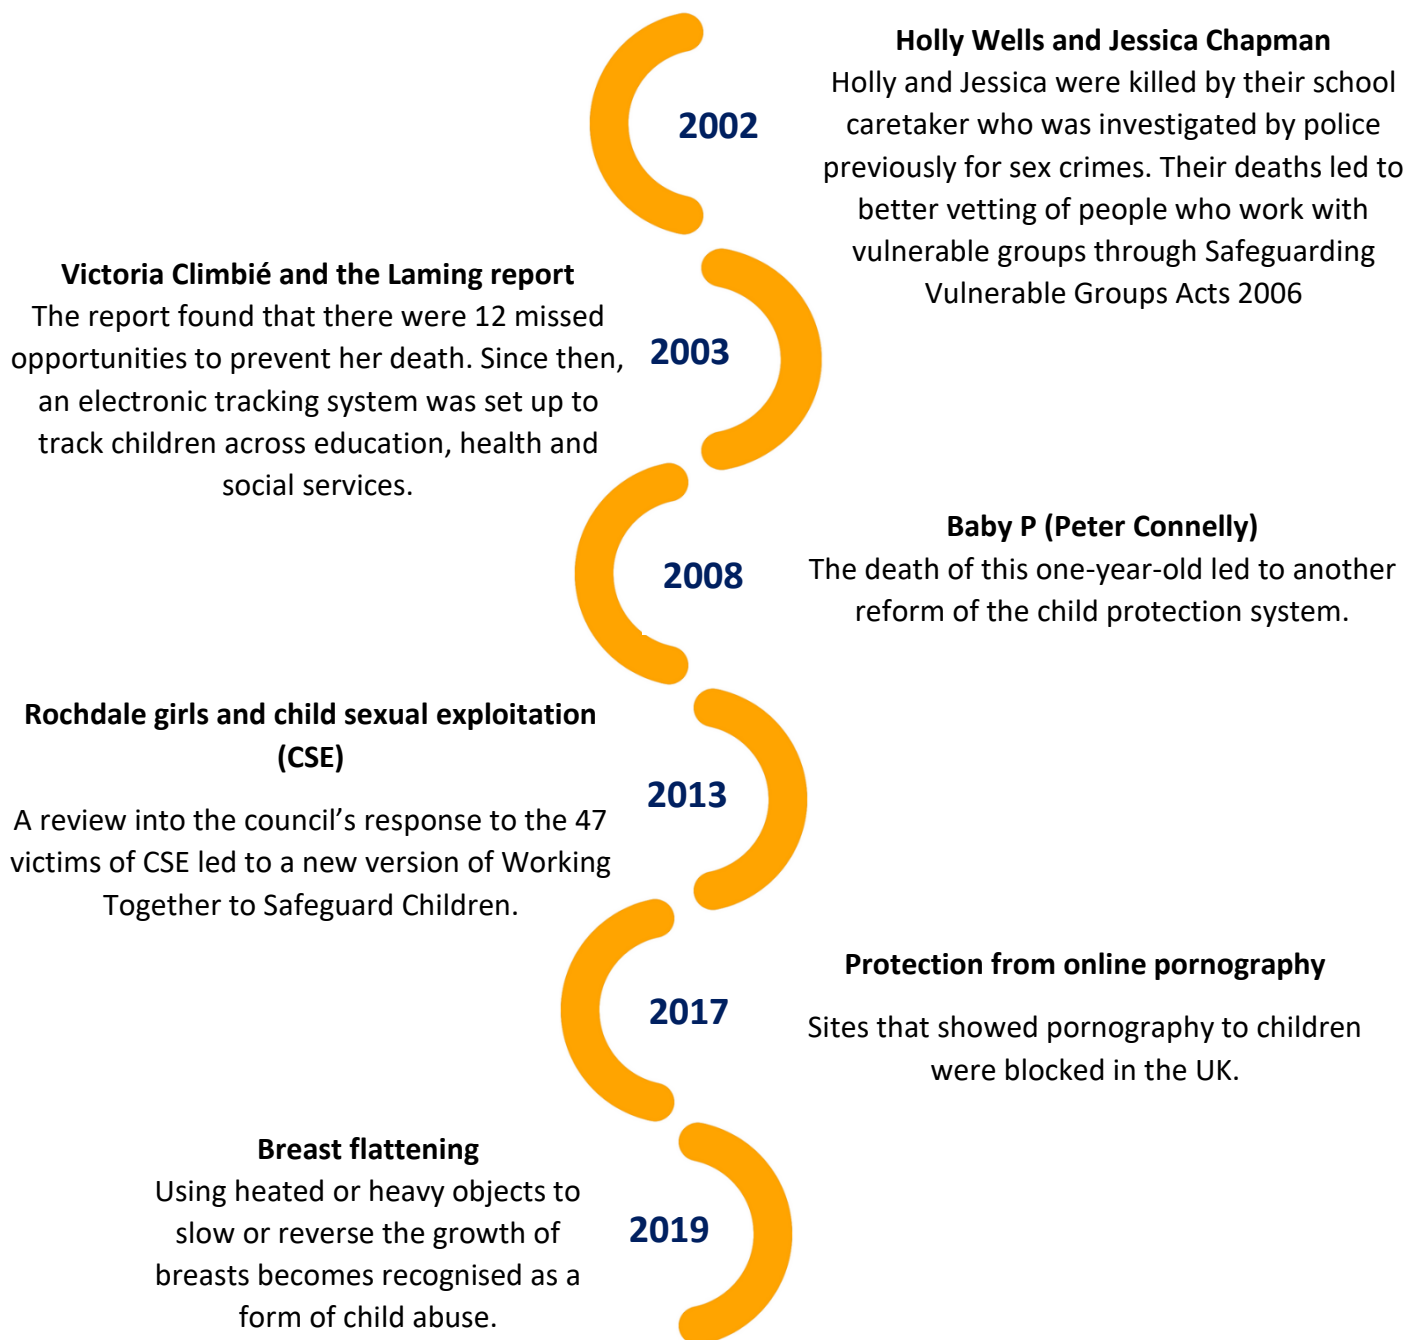 2002
Holly Wells and Jessica Chapman
Holly and Jessica were killed by their school
caretaker who was investigated by police
previously for sex crimes. Their deaths led to
better vetting of people who work with
vulnerable groups through Safeguarding
Vulnerable Groups Acts 2006
Victoria Climbié and the Laming report
The report found that there were 12 missed
opportunities to prevent her death. Since then,
an electronic tracking system was set up to
track children across education, health and
social services.
2003
2008
Baby P (Peter Connelly)
The death of this one-year-old led to another
reform of the child protection system.
Rochdale girls and child sexual exploitation
(CSE)
A review into the council’s response to the 47
victims of CSE led to a new version of Working
Together to Safeguard Children.
2013
2017
Protection from online pornography
Sites that showed pornography to children
were blocked in the UK.
Breast flattening
Using heated or heavy objects to
slow or reverse the growth of
breasts becomes recognised as a
form of child abuse.
2019